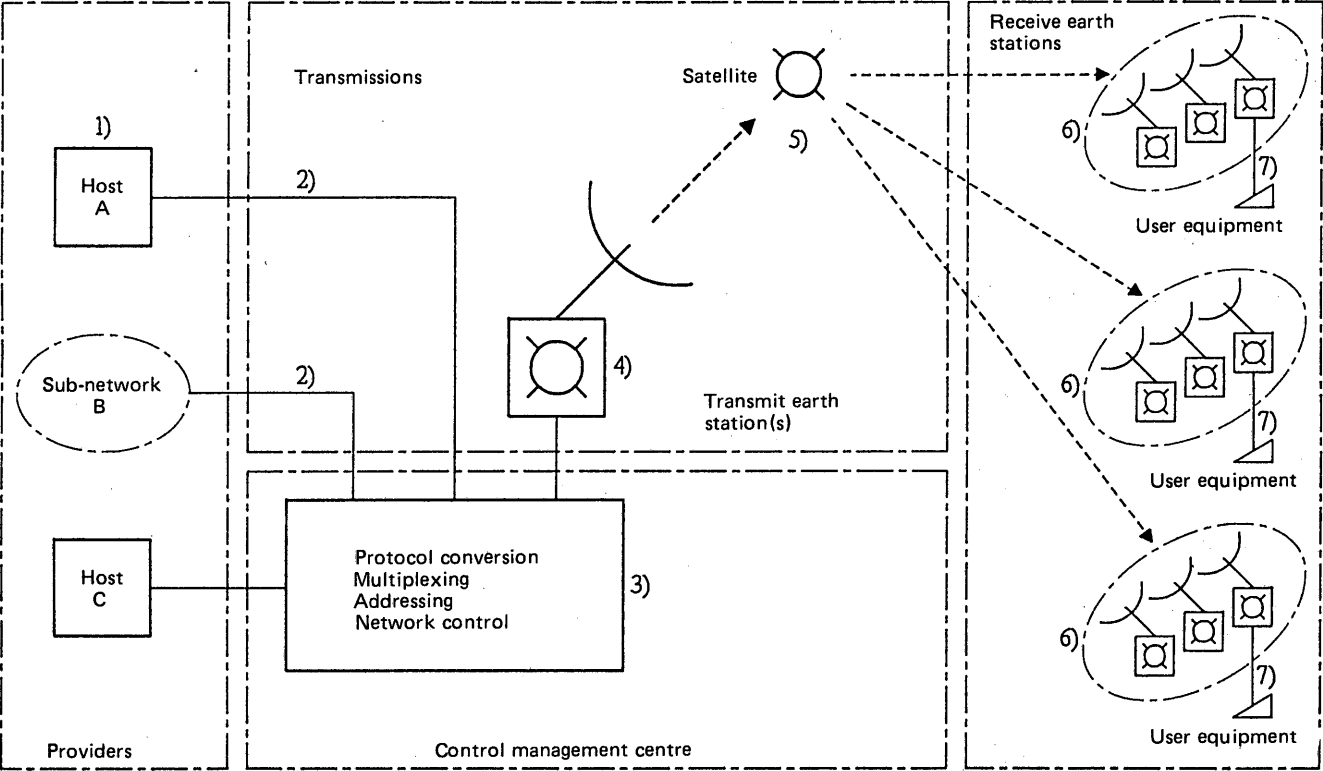 1)
Host
A
2)
Sub-network
B
2)
Host
C
Providers
Transmissions
Satellite
5)
4)
Transmit earth
station(s)
Protocol conversion
Multiplexing
Addressing
Network control
3)
Control management centre
Receive earth
stations
6)
7)
User equipment
6)
7)
User equipment
6)
7)
User equipment